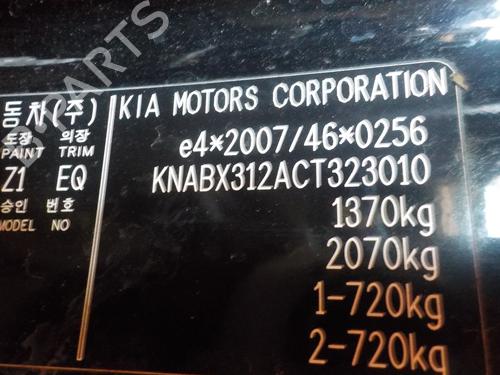 동차(주)
도장 의장
PAINT TRIM
Z1 EQ
승인 번호
MODEL NO
KIA MOTORS CORPORATION
e4*2007/46*0256
KNABX312ACT323010
1370kg
2070kg
1-720kg
2-720kg
PARTS